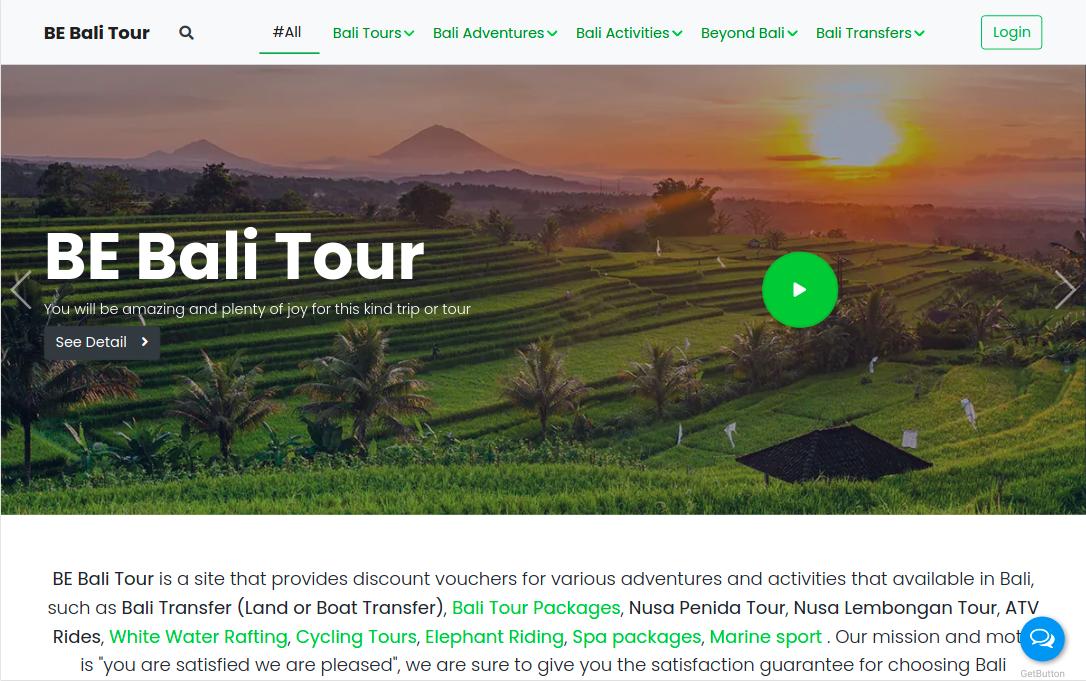 BE Bali Tour
#All
Bali Tours
Bali Adventures
Bali Activities
Beyond Bali
Bali Transfers
Login
BE Bali Tour
You will be amazing and plenty of joy for this kind trip or tour
See Detail
BE Bali Tour is a site that provides discount vouchers for various adventures and activities that available in Bali,
such as Bali Transfer (Land or Boat Transfer), Bali Tour Packages, Nusa Penida Tour, Nusa Lembongan Tour, ATV
Rides, White Water Rafting, Cycling Tours, Elephant Riding, Spa packages, Marine sport . Our mission and
is "you are satisfied we are pleased", we are sure to give you the satisfaction guarantee for choosing Bali
GetButton